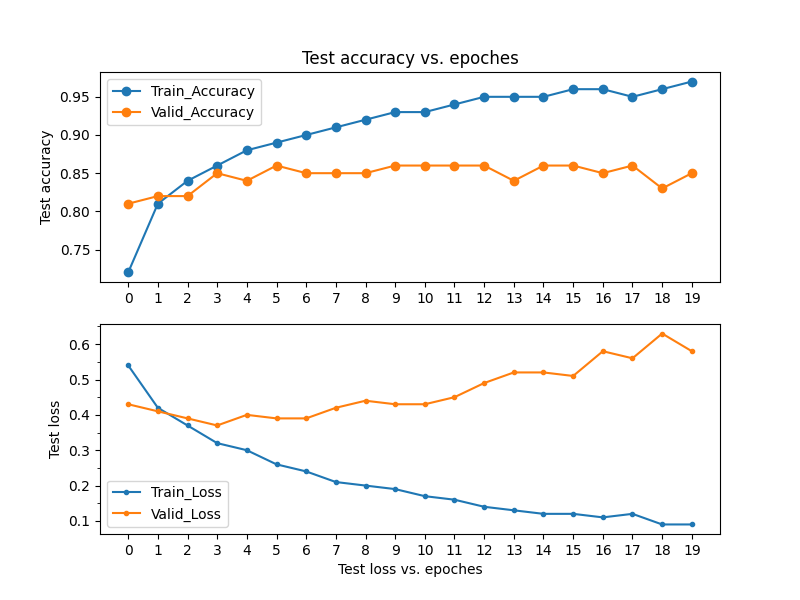 Test accuracy vs. epoches
Test accuracy
0.95
0.90
0.85
0.80
0.75
Train_Accuracy
Valid_Accuracy
0 1 2 3 4 5 6 7 8 9 10 11 12 13 14 15 16 17 18 19
Test loss
0.6
0.5
0.4
0.3
0.2
0.1
Train_Loss
Valid_Loss
0 1 2 3 4 5 6 7 8 9 10 11 12 13 14 15 16 17 18 19
Test loss vs. epoches